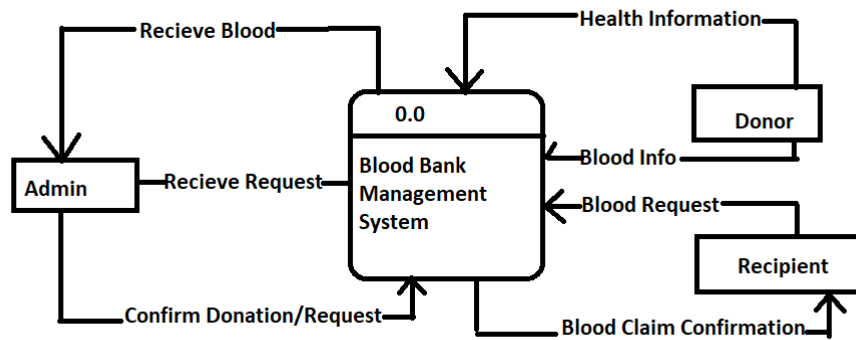 Health Information
Recieve Blood
0.0
Donor
Blood Info
Blood Bank
Management
System
Admin
Recieve Request
Blood Request
Recipient
Confirm Donation/Request
Blood Claim Confirmation